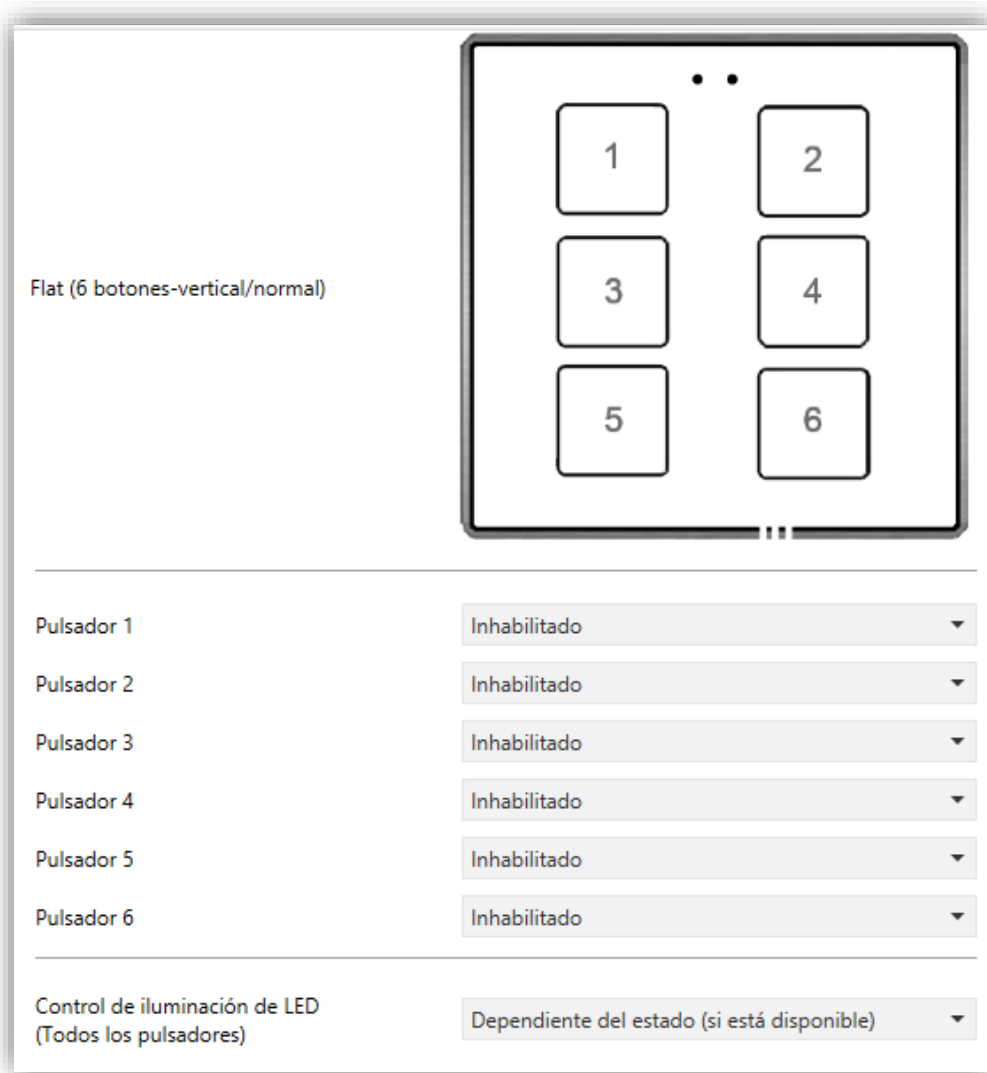 1
2
Flat (6 botones-vertical/normal)
3
4
5
6
Pulsador 1
Inhabilitado
Pulsador 2
Inhabilitado
Pulsador 3
Inhabilitado
Pulsador 4
Inhabilitado
Pulsador 5
Inhabilitado
Pulsador 6
Inhabilitado
Control de iluminación de LED
(Todos los pulsadores)
Dependiente del estado (si está disponible)